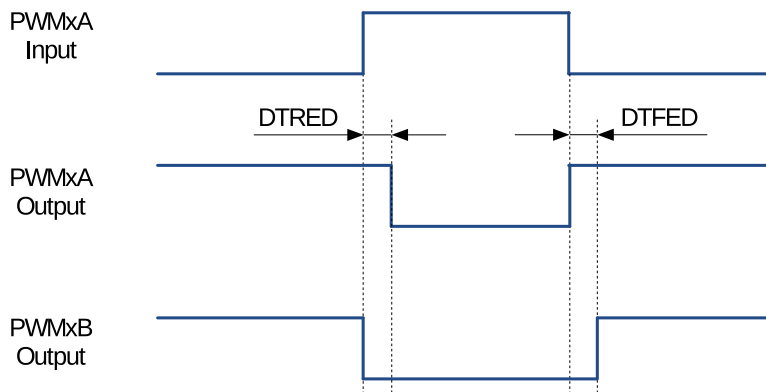 PWMxA
Input
DTRED
DTFED
PWMxA
Output
PWMxB
Output